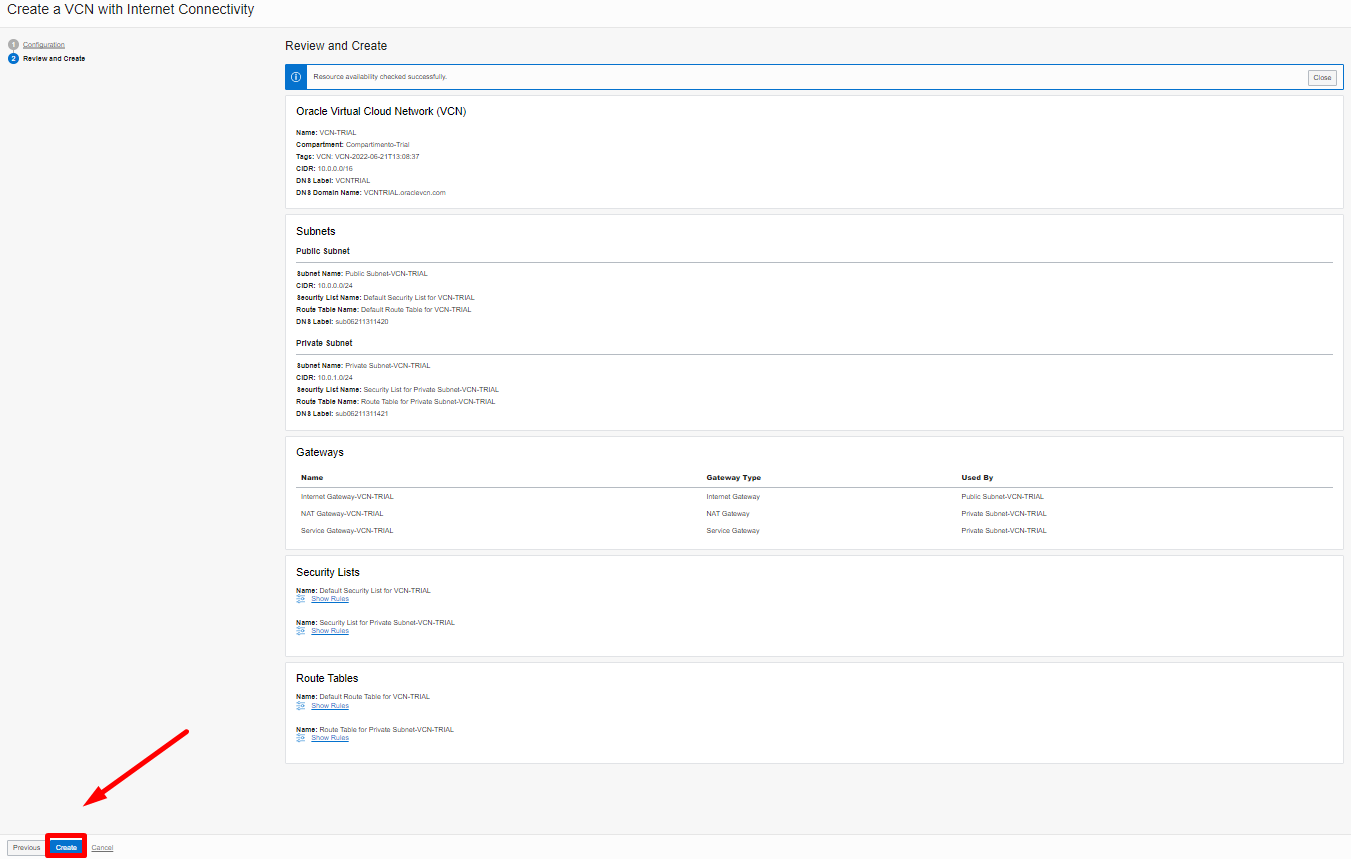 Create a VCN with Internet Connectivity
1 Configuration
2 Review and Create
Review and Create
Resource availability checked successfully.
Close
Oracle Virtual Cloud Network (VCN)
Name: VCN-TRIAL
Compartment: Compartimento-Trial
Tags: VCN: VCN-2022-06-21T13:08:37
CIDR: 10.0.0.0/16
DNS Label: VCNTRIAL
DNS Domain Name: VCNTRIAL.oraclevcn.com
Subnets
Public Subnet
Subnet Name: Public Subnet-VCN-TRIAL
CIDR: 10.0.0.0/24
Security List Name: Default Security List for VCN-TRIAL
Route Table Name: Default Route Table for VCN-TRIAL
DNS Label: sub06211311420
Private Subnet
Subnet Name: Private Subnet-VCN-TRIAL
CIDR: 10.0.1.0/24
Security List Name: Security List for Private Subnet-VCN-TRIAL
Route Table Name: Route Table for Private Subnet-VCN-TRIAL
DNS Label: sub06211311421
Gateways
Name Gateway Type Used By
Internet Gateway-VCN-TRIAL Internet Gateway Public Subnet-VCN-TRIAL
NAT Gateway-VCN-TRIAL NAT Gateway Private Subnet-VCN-TRIAL
Service Gateway-VCN-TRIAL Service Gateway Private Subnet-VCN-TRIAL
Security Lists
Name: Default Security List for VCN-TRIAL
Show Rules
Name: Security List for Private Subnet-VCN-TRIAL
Show Rules
Route Tables
Name: Default Route Table for VCN-TRIAL
Show Rules
Name: Route Table for Private Subnet-VCN-TRIAL
Show Rules
Previous Create Cancel